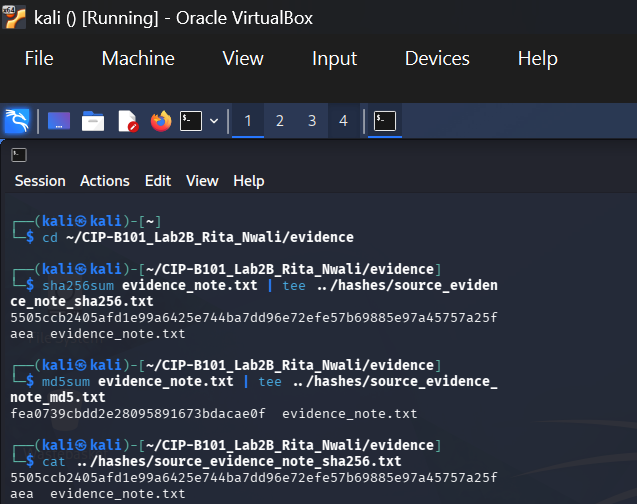 kali () [Running] - Oracle VirtualBox
File Machine View Input Devices Help
1 2 3 4
Session Actions Edit View Help
┌──(kali㉿kali)-[~]
└─$ cd ~/CIP-B101_Lab2B_Rita_Nwali/evidence
┌──(kali㉿kali)-[~/CIP-B101_Lab2B_Rita_Nwali/evidence]
└─$ sha256sum evidence_note.txt | tee ../hashes/source_eviden
ce_note_sha256.txt
5505ccb2405afd1e99a6425e744ba7dd96e72efe57b69885e97a45757a25f
aea  evidence_note.txt
┌──(kali㉿kali)-[~/CIP-B101_Lab2B_Rita_Nwali/evidence]
└─$ md5sum evidence_note.txt | tee ../hashes/source_evidence_
note_md5.txt
fea0739cbdd2e28095891673bdacae0f  evidence_note.txt
┌──(kali㉿kali)-[~/CIP-B101_Lab2B_Rita_Nwali/evidence]
└─$ cat ../hashes/source_evidence_note_sha256.txt
5505ccb2405afd1e99a6425e744ba7dd96e72efe57b69885e97a45757a25f
aea  evidence_note.txt